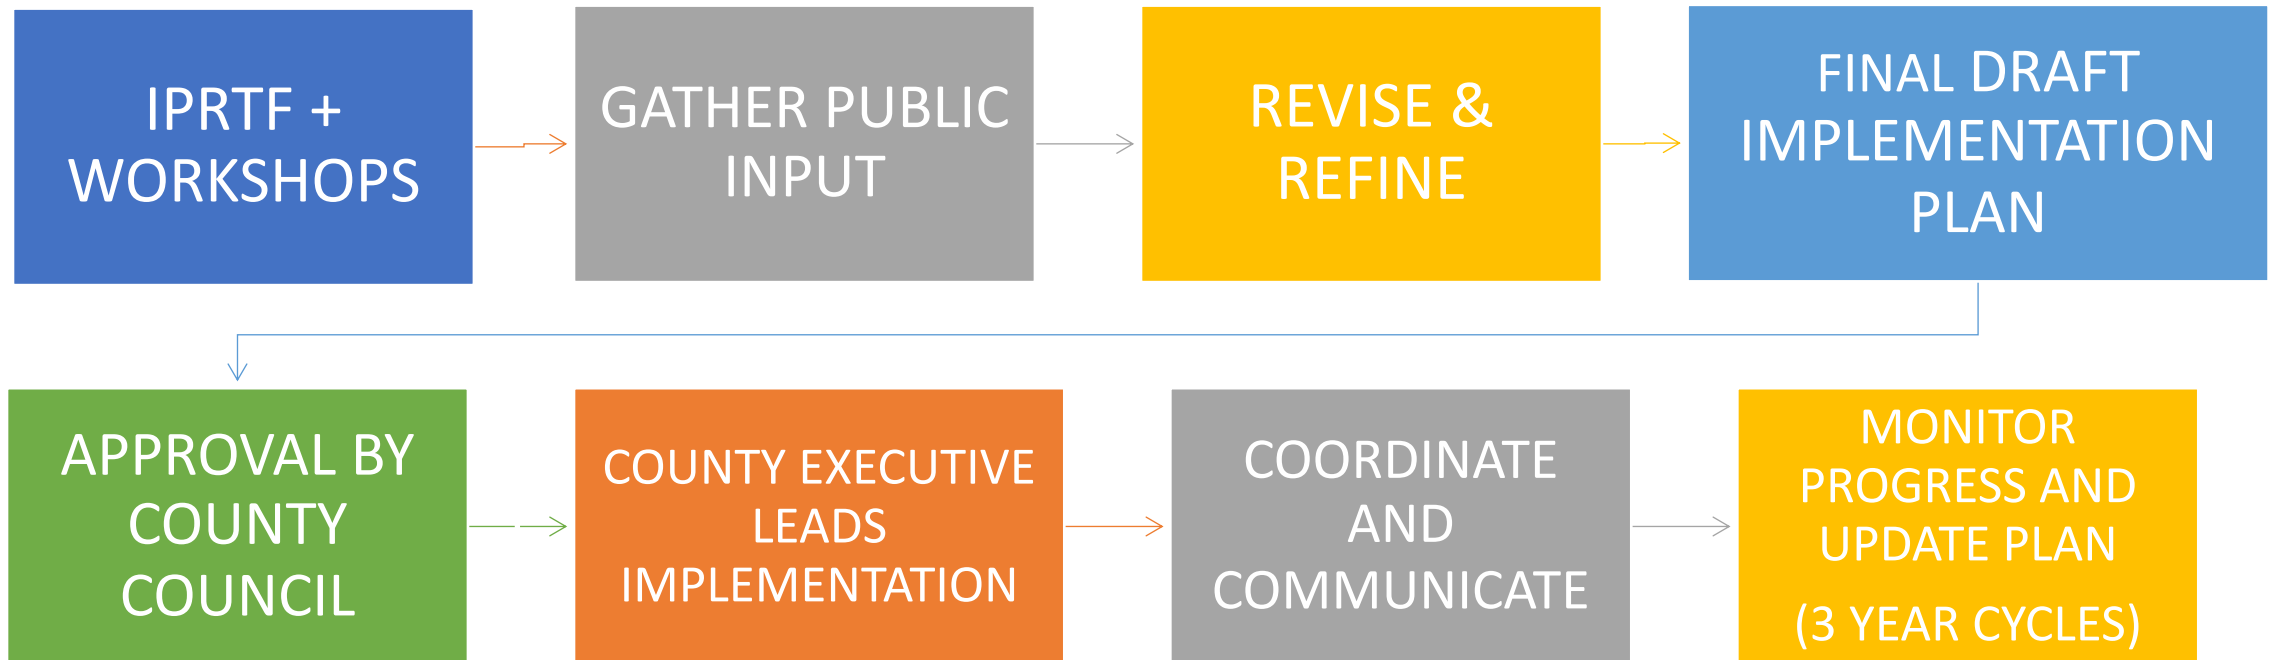 IPRTF +
WORKSHOPS
GATHER PUBLIC
INPUT
REVISE &
REFINE
FINAL DRAFT
IMPLEMENTATION
PLAN
APPROVAL BY
COUNTY
COUNCIL
COUNTY EXECUTIVE
LEADS
IMPLEMENTATION
COORDINATE
AND
COMMUNICATE
MONITOR
PROGRESS AND
UPDATE PLAN
(3 YEAR CYCLES)